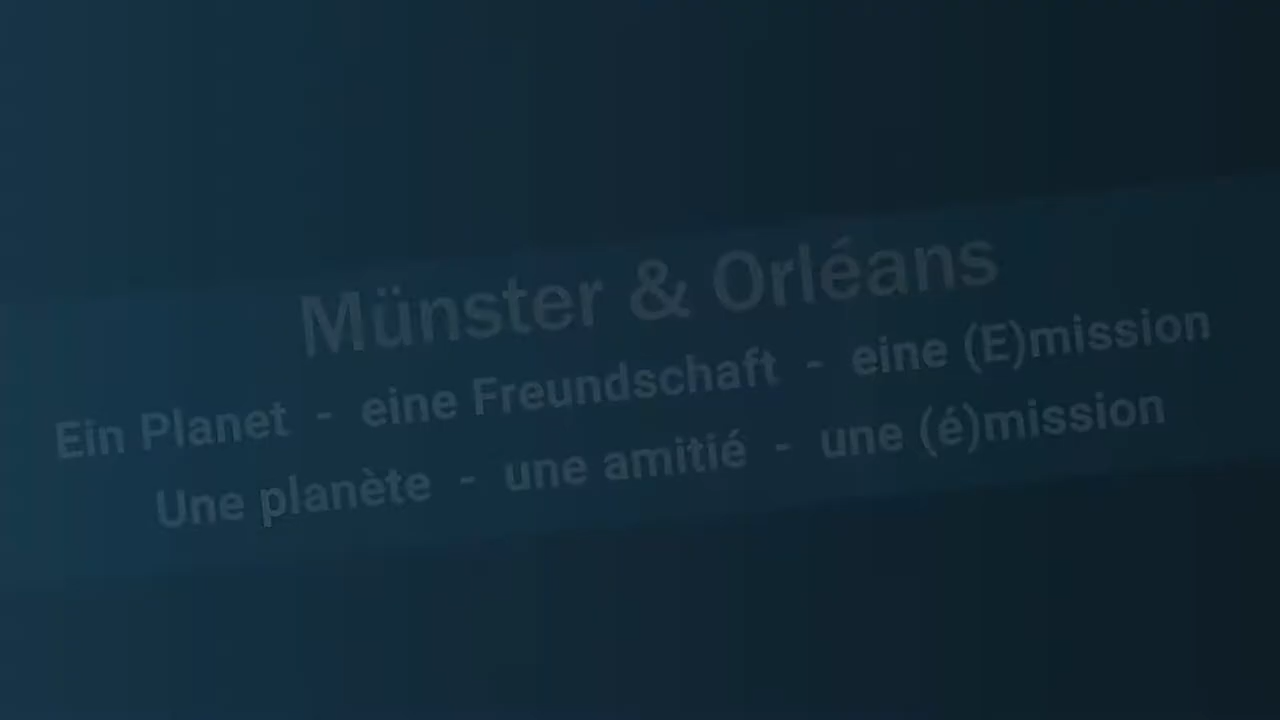 Münster & Orléans
Ein Planet - eine Freundschaft - eine (E)mission
Une planète - une amitié - une (é)mission